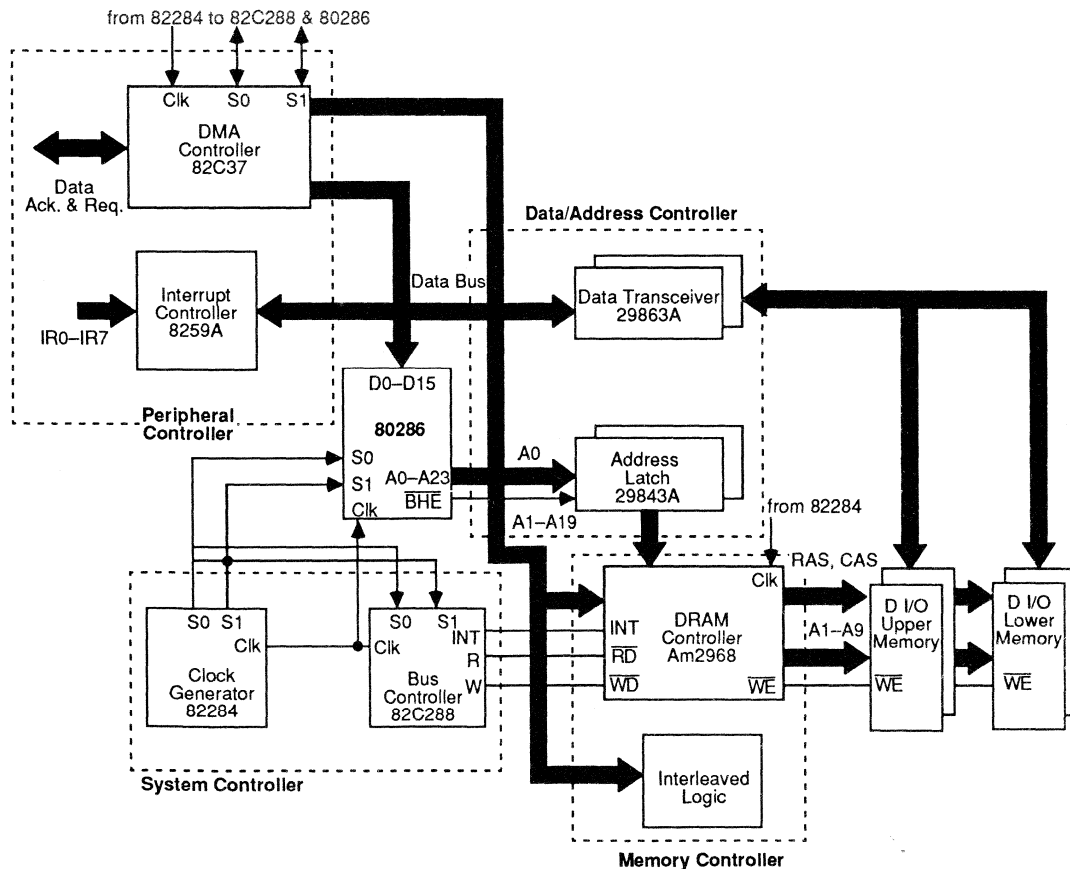 from 82284 to 82C288 & 80286
Clk S0 S1
DMA
Controller
82C37
Data
Ack. & Req.
Interrupt
Controller
8259A
IR0–IR7
Peripheral
Controller
Data Bus
Data/Address Controller
Data Transceiver
29863A
D0–D15
80286
S0
S1
Clk
A0–A23
BHE
A0
A1–A19
Address
Latch
29843A
from 82284
S0 S1
Clk
Clock
Generator
82284
S0 S1
Clk
INT
R
W
Bus
Controller
82C288
System Controller
Clk
INT
RD
WD
WE
DRAM
Controller
Am2968
RAS, CAS
A1–A9
D I/O
Upper
Memory
WE
D I/O
Lower
Memory
WE
Interleaved
Logic
Memory Controller